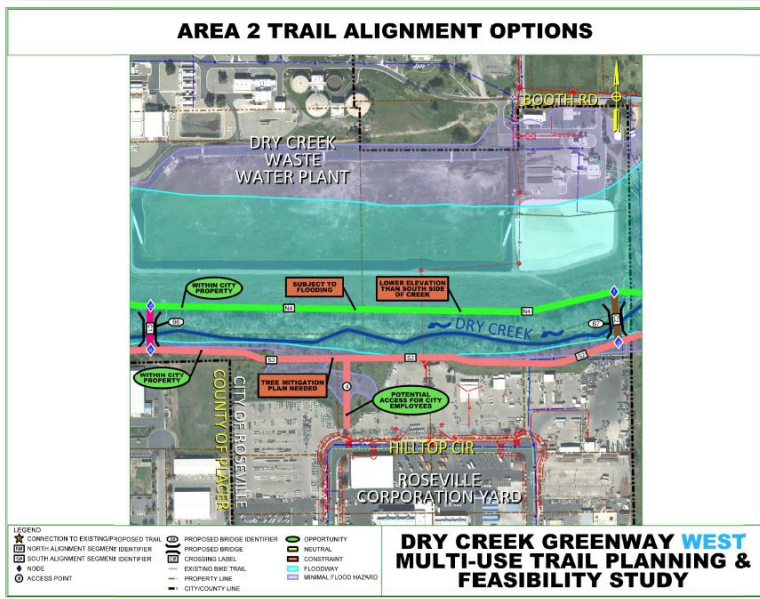 AREA 2 TRAIL ALIGNMENT OPTIONS
BOOTH RD
DRY CREEK
WASTE
WATER PLANT
WITHIN CITY
PROPERTY
SUBJECT TO
FLOODING
LOWER ELEVATION
THAN SOUTH SIDE
OF CREEK
N4
N4
B6
B7
~ DRY CREEK ~
S2
S2
S2
WITHIN CITY
PROPERTY
TREE MITIGATION
PLAN NEEDED
4
POTENTIAL
ACCESS FOR CITY
EMPLOYEES
COUNTY OF PLACER
CITY OF ROSEVILLE
HILLTOP CIR
ROSEVILLE
CORPORATION YARD
LEGEND
CONNECTION TO EXISTING/PROPOSED TRAIL
NORTH ALIGNMENT SEGMENT IDENTIFIER
SOUTH ALIGNMENT SEGMENT IDENTIFIER
NODE
ACCESS POINT
PROPOSED BRIDGE IDENTIFIER
PROPOSED BRIDGE
CROSSING LABEL
EXISTING BIKE TRAIL
PROPERTY LINE
CITY/COUNTY LINE
OPPORTUNITY
NEUTRAL
CONSTRAINT
FLOODWAY
MINIMAL FLOOD HAZARD
DRY CREEK GREENWAY WEST
MULTI-USE TRAIL PLANNING &
FEASIBILITY STUDY